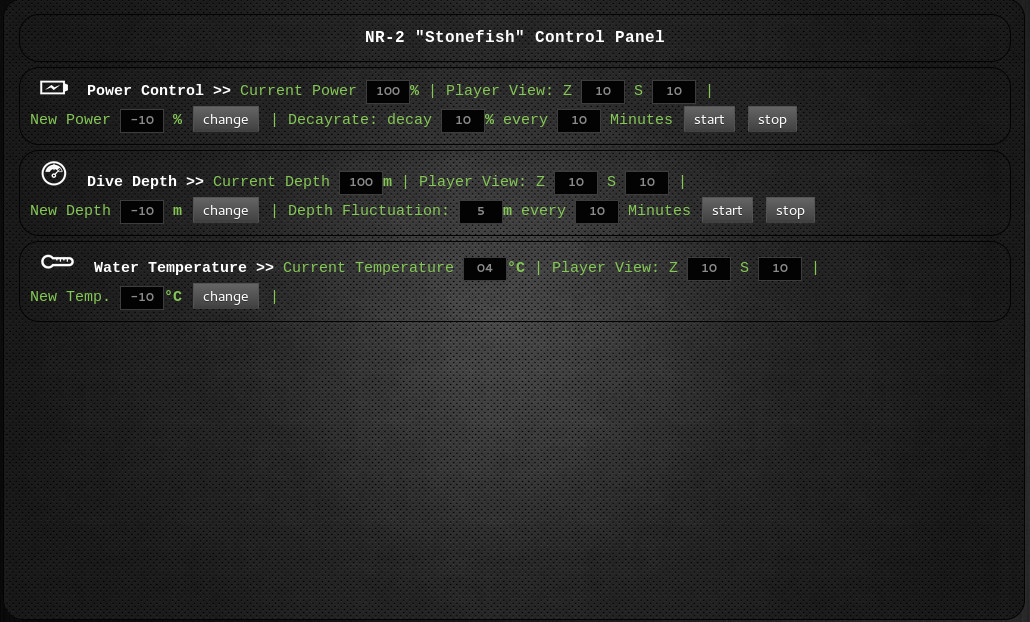 NR-2 "Stonefish" Control Panel
Power Control >> Current Power 100% | Player View: Z 10 S 10 |
New Power -10 % change | Decayrate: decay 10% every 10 Minutes start stop
Dive Depth >> Current Depth 100m | Player View: Z 10 S 10 |
New Depth -10 m change | Depth Fluctuation: 5m every 10 Minutes start stop
Water Temperature >> Current Temperature 04°C | Player View: Z 10 S 10 |
New Temp. -10°C change |